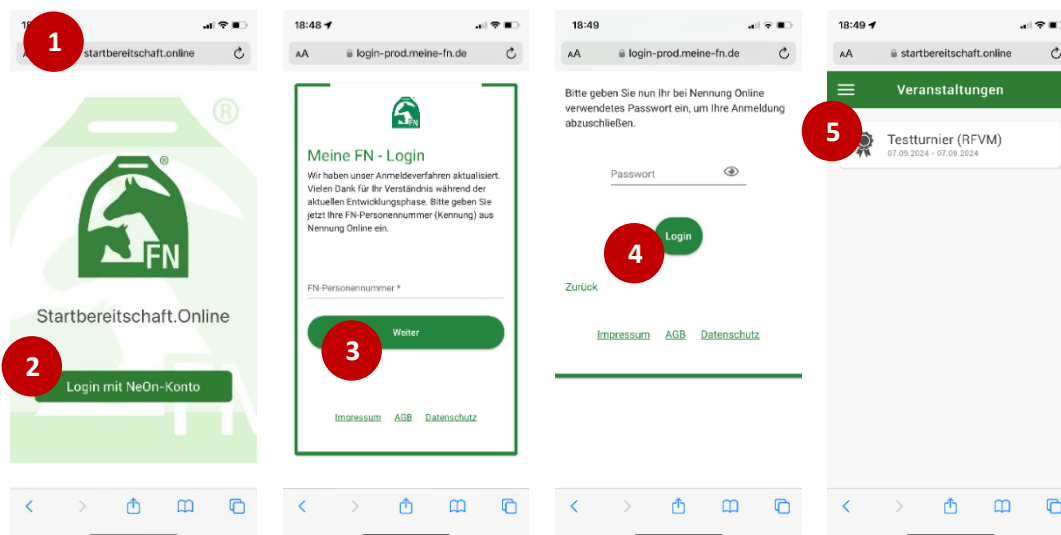 1
startbereitschaft.online
®
®
FN
Startbereitschaft.Online
2
Login mit NeOn-Konto
FN
18:48
AA login-prod.meine-fn.de
FN
Meine FN - Login
Wir haben unser Anmeldeverfahren aktualisiert.
Vielen Dank für Ihr Verständnis während der
aktuellen Entwicklungsphase. Bitte geben Sie
jetzt Ihre FN-Personennummer (Kennung) aus
Nennung Online ein.
FN-Personennummer *
Weiter
3
Impressum AGB Datenschutz
18:49
AA login-prod.meine-fn.de
Bitte geben Sie nun Ihr bei Nennung Online
verwendetes Passwort ein, um Ihre Anmeldung
abzuschließen.
Passwort
Login
4
Zurück
Impressum AGB Datenschutz
18:49
AA startbereitschaft.online
Veranstaltungen
5
Testturnier (RFVM)
07.09.2024 - 07.09.2024